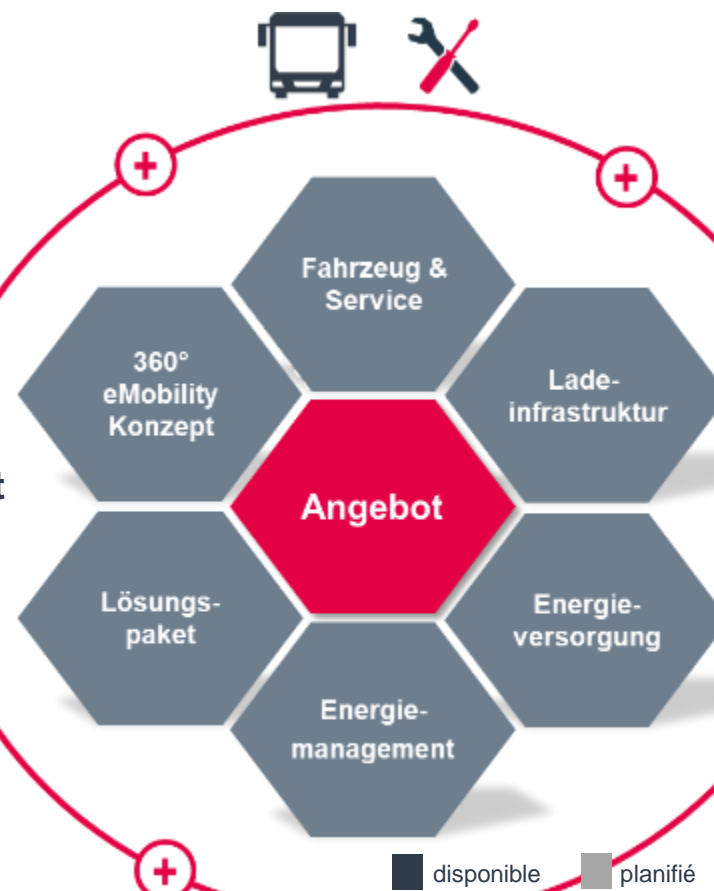 Fahrzeug &
Service
360°
eMobility
Konzept
Lade-
infrastruktur
Angebot
t
Lösungs-
paket
Energie-
versorgung
Energie-
management
disponible
planifié